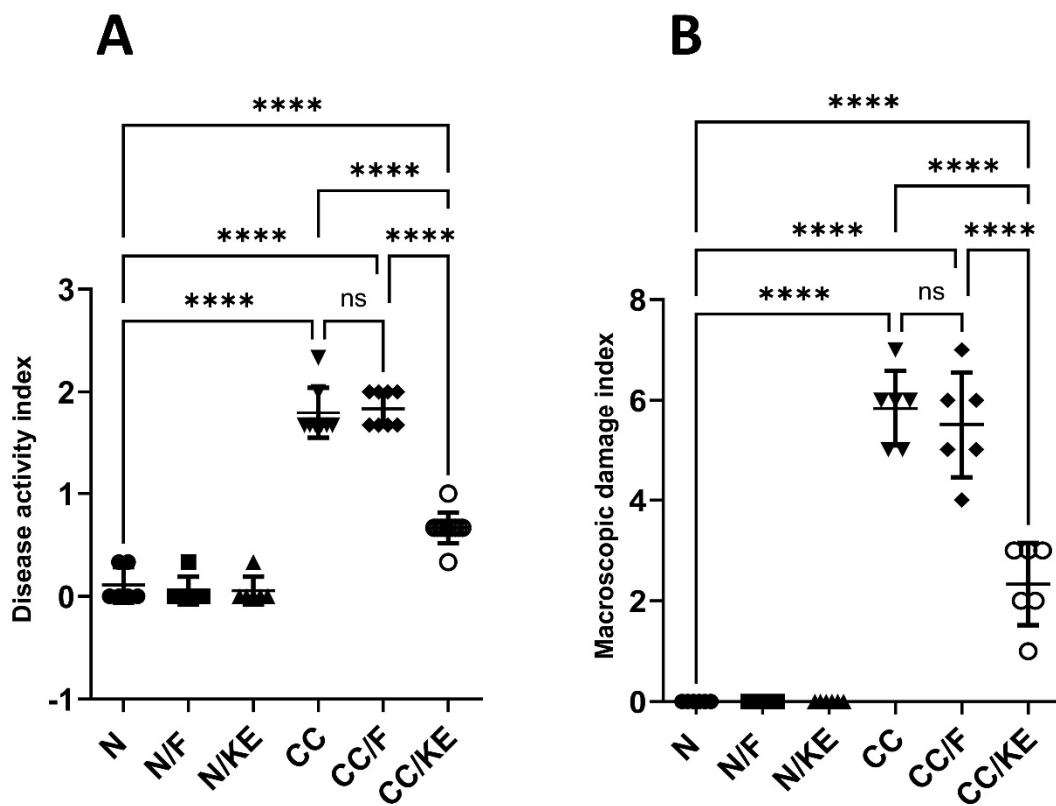 A
****
****
****
****
****
ns
Disease activity index
3
2
1
0
-1
N
N/F
N/KE
CC
CC/F
CC/KE
B
****
****
****
****
****
ns
Macroscopic damage index
8
6
4
2
0
N
N/F
N/KE
CC
CC/F
CC/KE